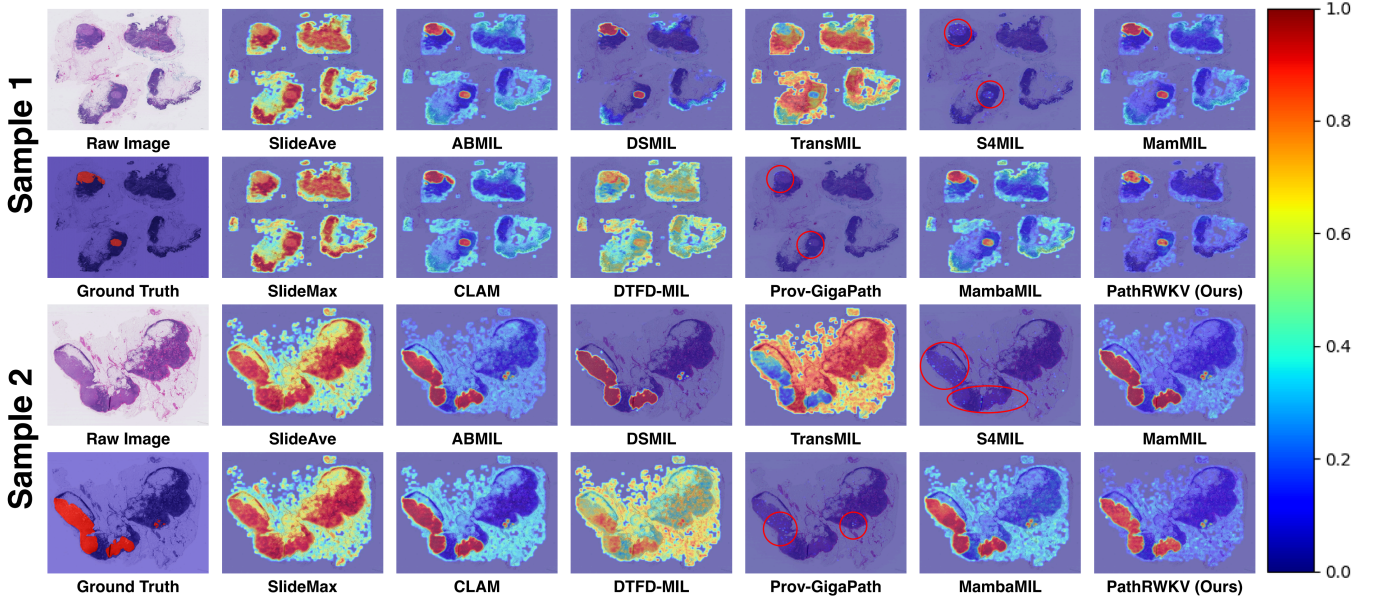 Sample 1
Raw Image SlideAve ABMIL DSMIL TransMIL S4MIL MamMIL
Ground Truth SlideMax CLAM DTFD-MIL Prov-GigaPath MambaMIL PathRWKV (Ours)
Sample 2
Raw Image SlideAve ABMIL DSMIL TransMIL S4MIL MamMIL
Ground Truth SlideMax CLAM DTFD-MIL Prov-GigaPath MambaMIL PathRWKV (Ours)
1.0
0.8
0.6
0.4
0.2
0.0